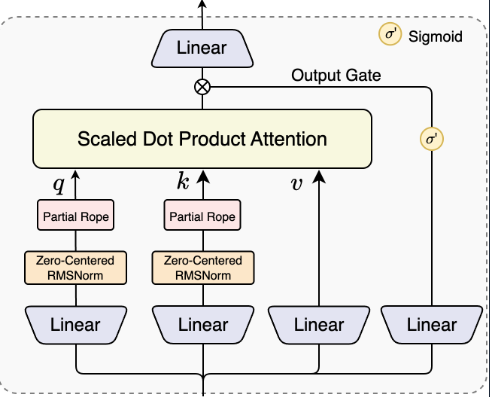 σ' Sigmoid
Linear
Output Gate
Scaled Dot Product Attention
σ'
q k v
Partial Rope Partial Rope
Zero-Centered Zero-Centered
RMSNorm RMSNorm
Linear Linear Linear Linear